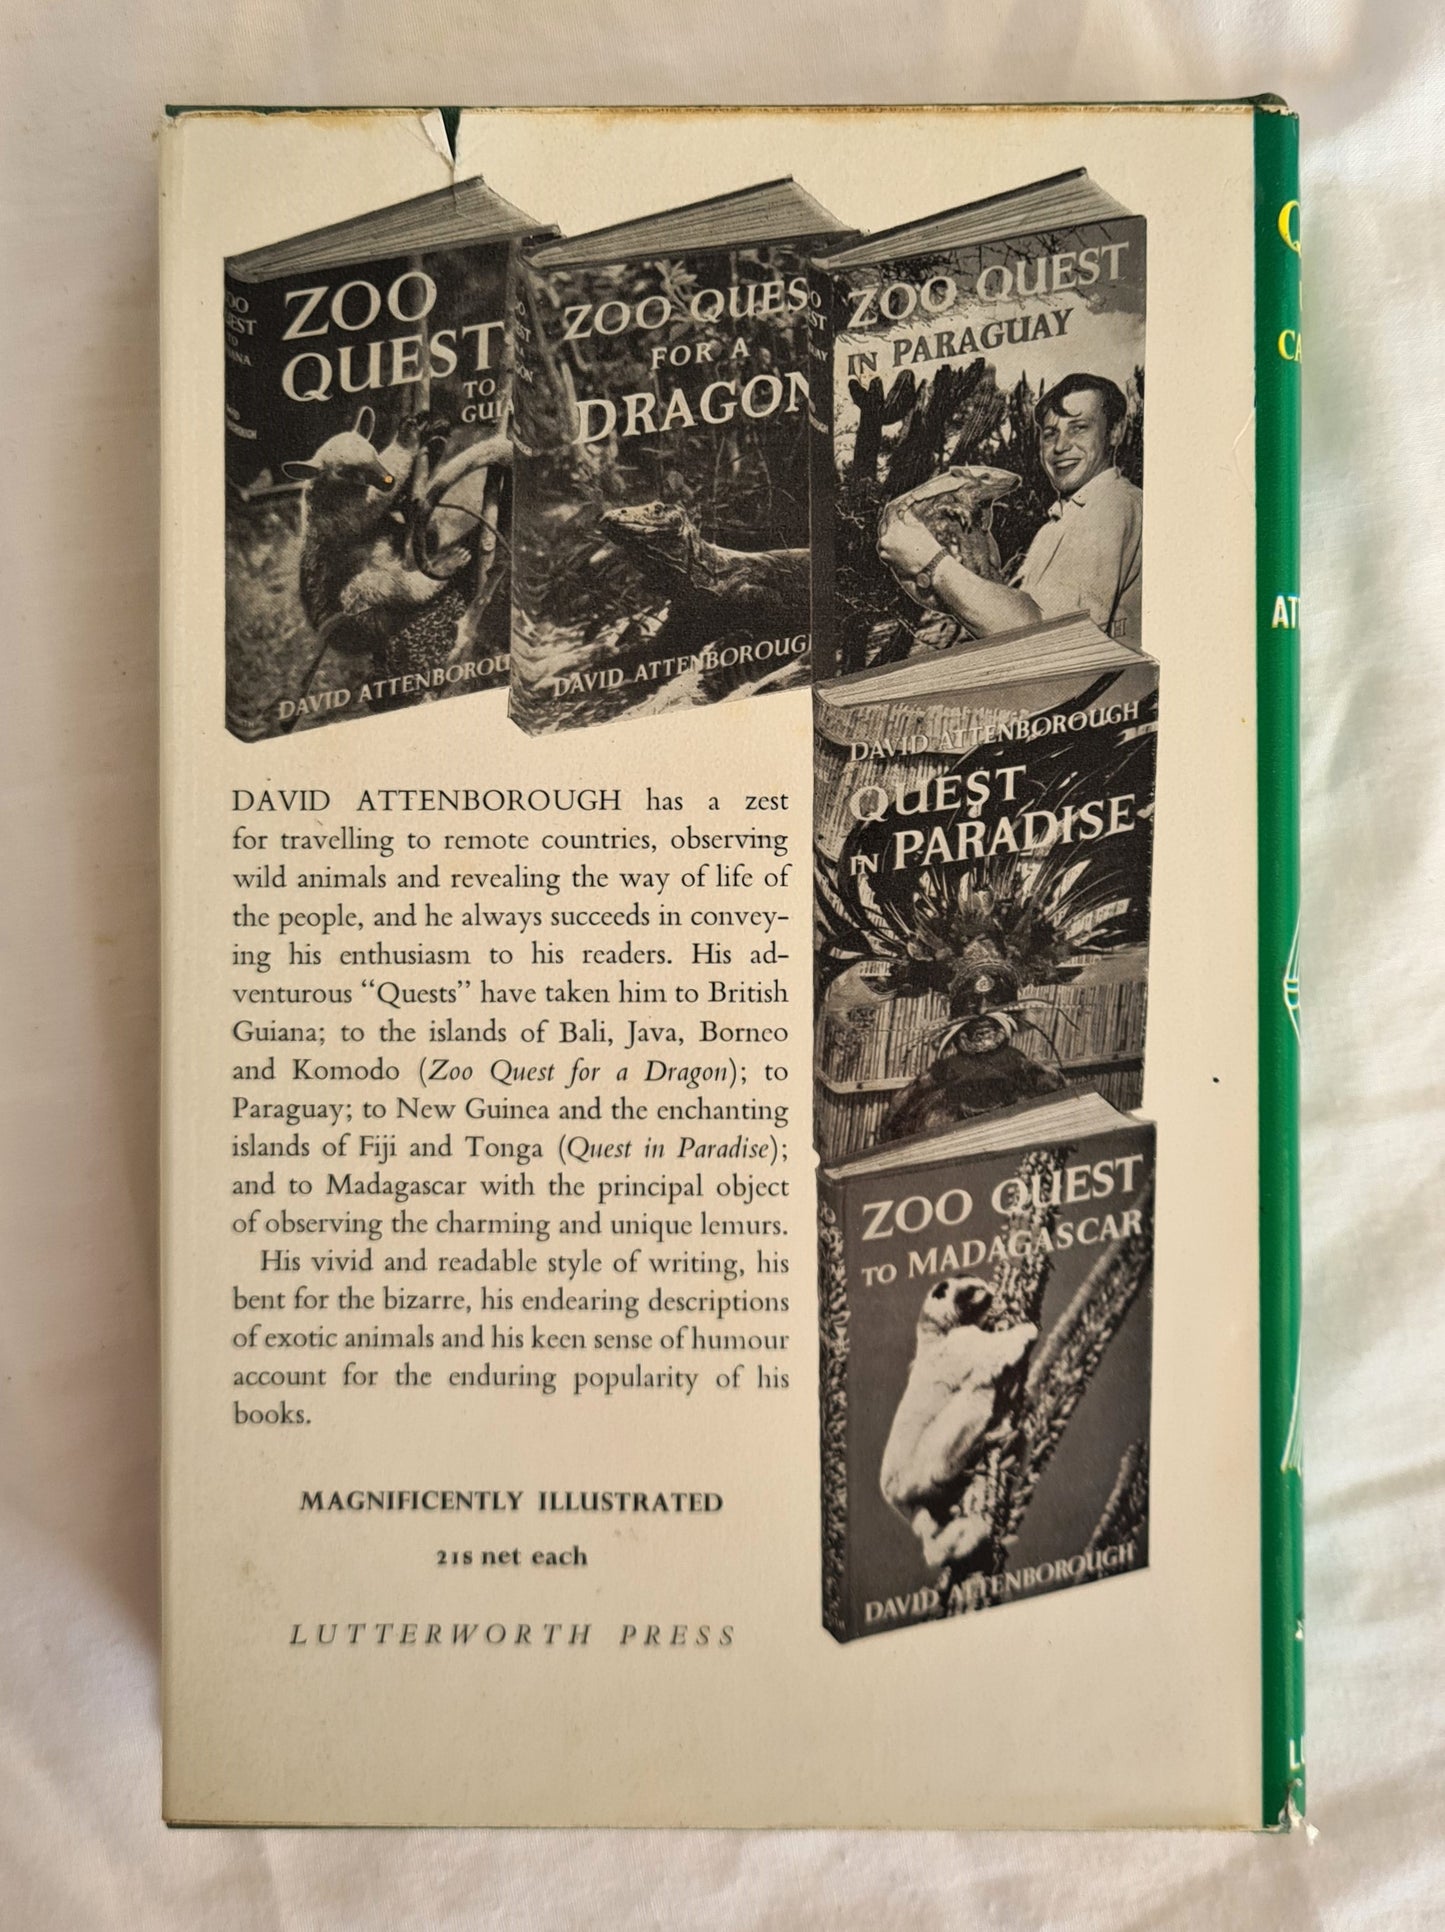 ZOO
QUEST
TO
DAVID
ZOO
FOR A
DAVID
ZOO QUEST
IN PARAGUAY
DAVID ATTENBOROUGH
QUEST
IN PARADISE
ZOO QUEST
TO MADAGASCAR
DAVID ATTENBOROUGH
DAVID ATTENBOROUGH has a zest
for travelling to remote countries, observing
wild animals and revealing the way of life of
the people, and he always succeeds in convey-
ing his enthusiasm to his readers. His ad-
venturous “Quests” have taken him to British
Guiana; to the islands of Bali, Java, Borneo
and Komodo (Zoo Quest for a Dragon); to
Paraguay; to New Guinea and the enchanting
islands of Fiji and Tonga (Quest in Paradise);
and to Madagascar with the principal object
of observing the charming and unique lemurs.
His vivid and readable style of writing, his
bent for the bizarre, his endearing descriptions
of exotic animals and his keen sense of humour
account for the enduring popularity of his
books.
MAGNIFICENTLY ILLUSTRATED
21s net each
LUTTERWORTH PRESS